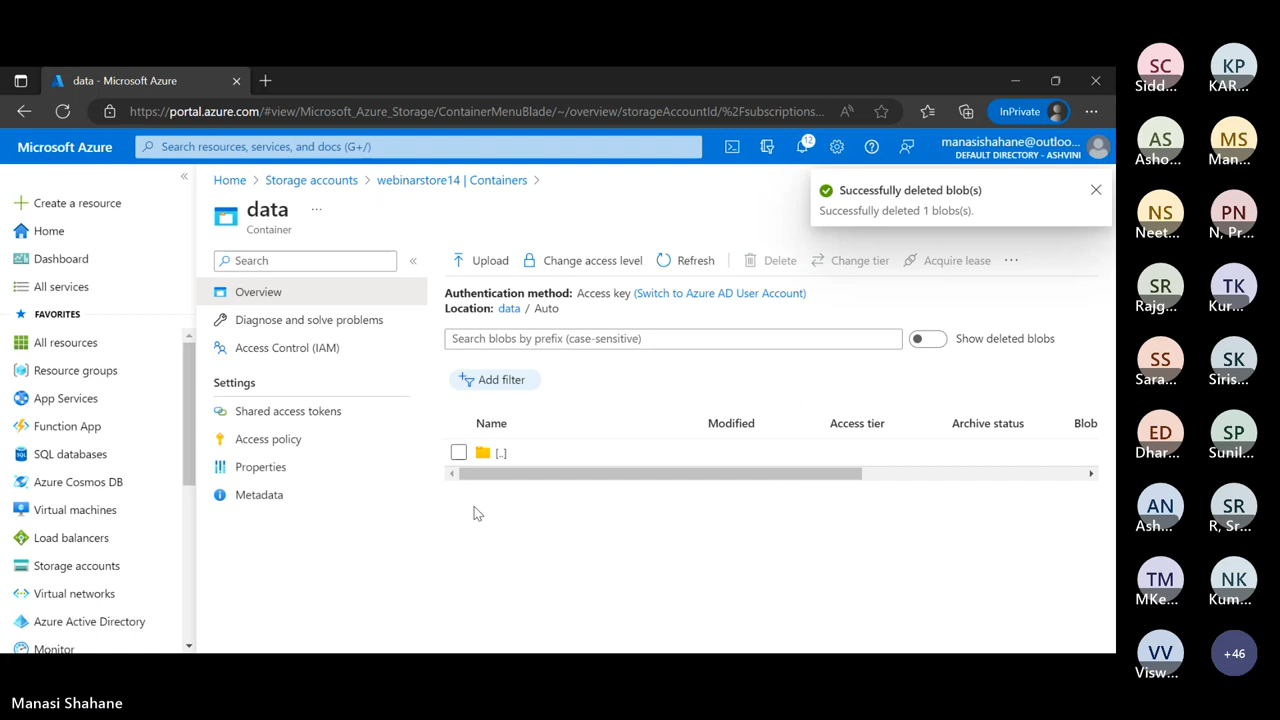 data - Microsoft Azure
https://portal.azure.com/#view/Microsoft_Azure_Storage/ContainerMenuBlade/~/overview/storageAccountId/%2Fsubscriptions...
InPrivate
Microsoft Azure
Search resources, services, and docs (G+/)
12
manasishahane@outloo...
DEFAULT DIRECTORY - ASHVINI
Create a resource
Home
Dashboard
All services
FAVORITES
All resources
Resource groups
App Services
Function App
SQL databases
Azure Cosmos DB
Virtual machines
Load balancers
Storage accounts
Virtual networks
Azure Active Directory
Monitor
Home > Storage accounts > webinarstore14 | Containers >
data ...
Container
Search
Overview
Diagnose and solve problems
Access Control (IAM)
Settings
Shared access tokens
Access policy
Properties
Metadata
Successfully deleted blob(s)
Successfully deleted 1 blobs(s).
Upload Change access level Refresh Delete Change tier Acquire lease ...
Authentication method: Access key (Switch to Azure AD User Account)
Location: data / Auto
Search blobs by prefix (case-sensitive)
Show deleted blobs
Add filter
Name Modified Access tier Archive status Blob
[..]
SC KP
Sidd... KAR...
AS MS
Asho... Man...
NS PN
Neet... N, Pr...
SR TK
Rajg... Kur...
SS SK
Sara... Siris...
ED SP
Dhar... Sunil...
AN SR
Ash... R, Sr...
TM NK
MKe... Kum...
VV +46
Visw...
Manasi Shahane